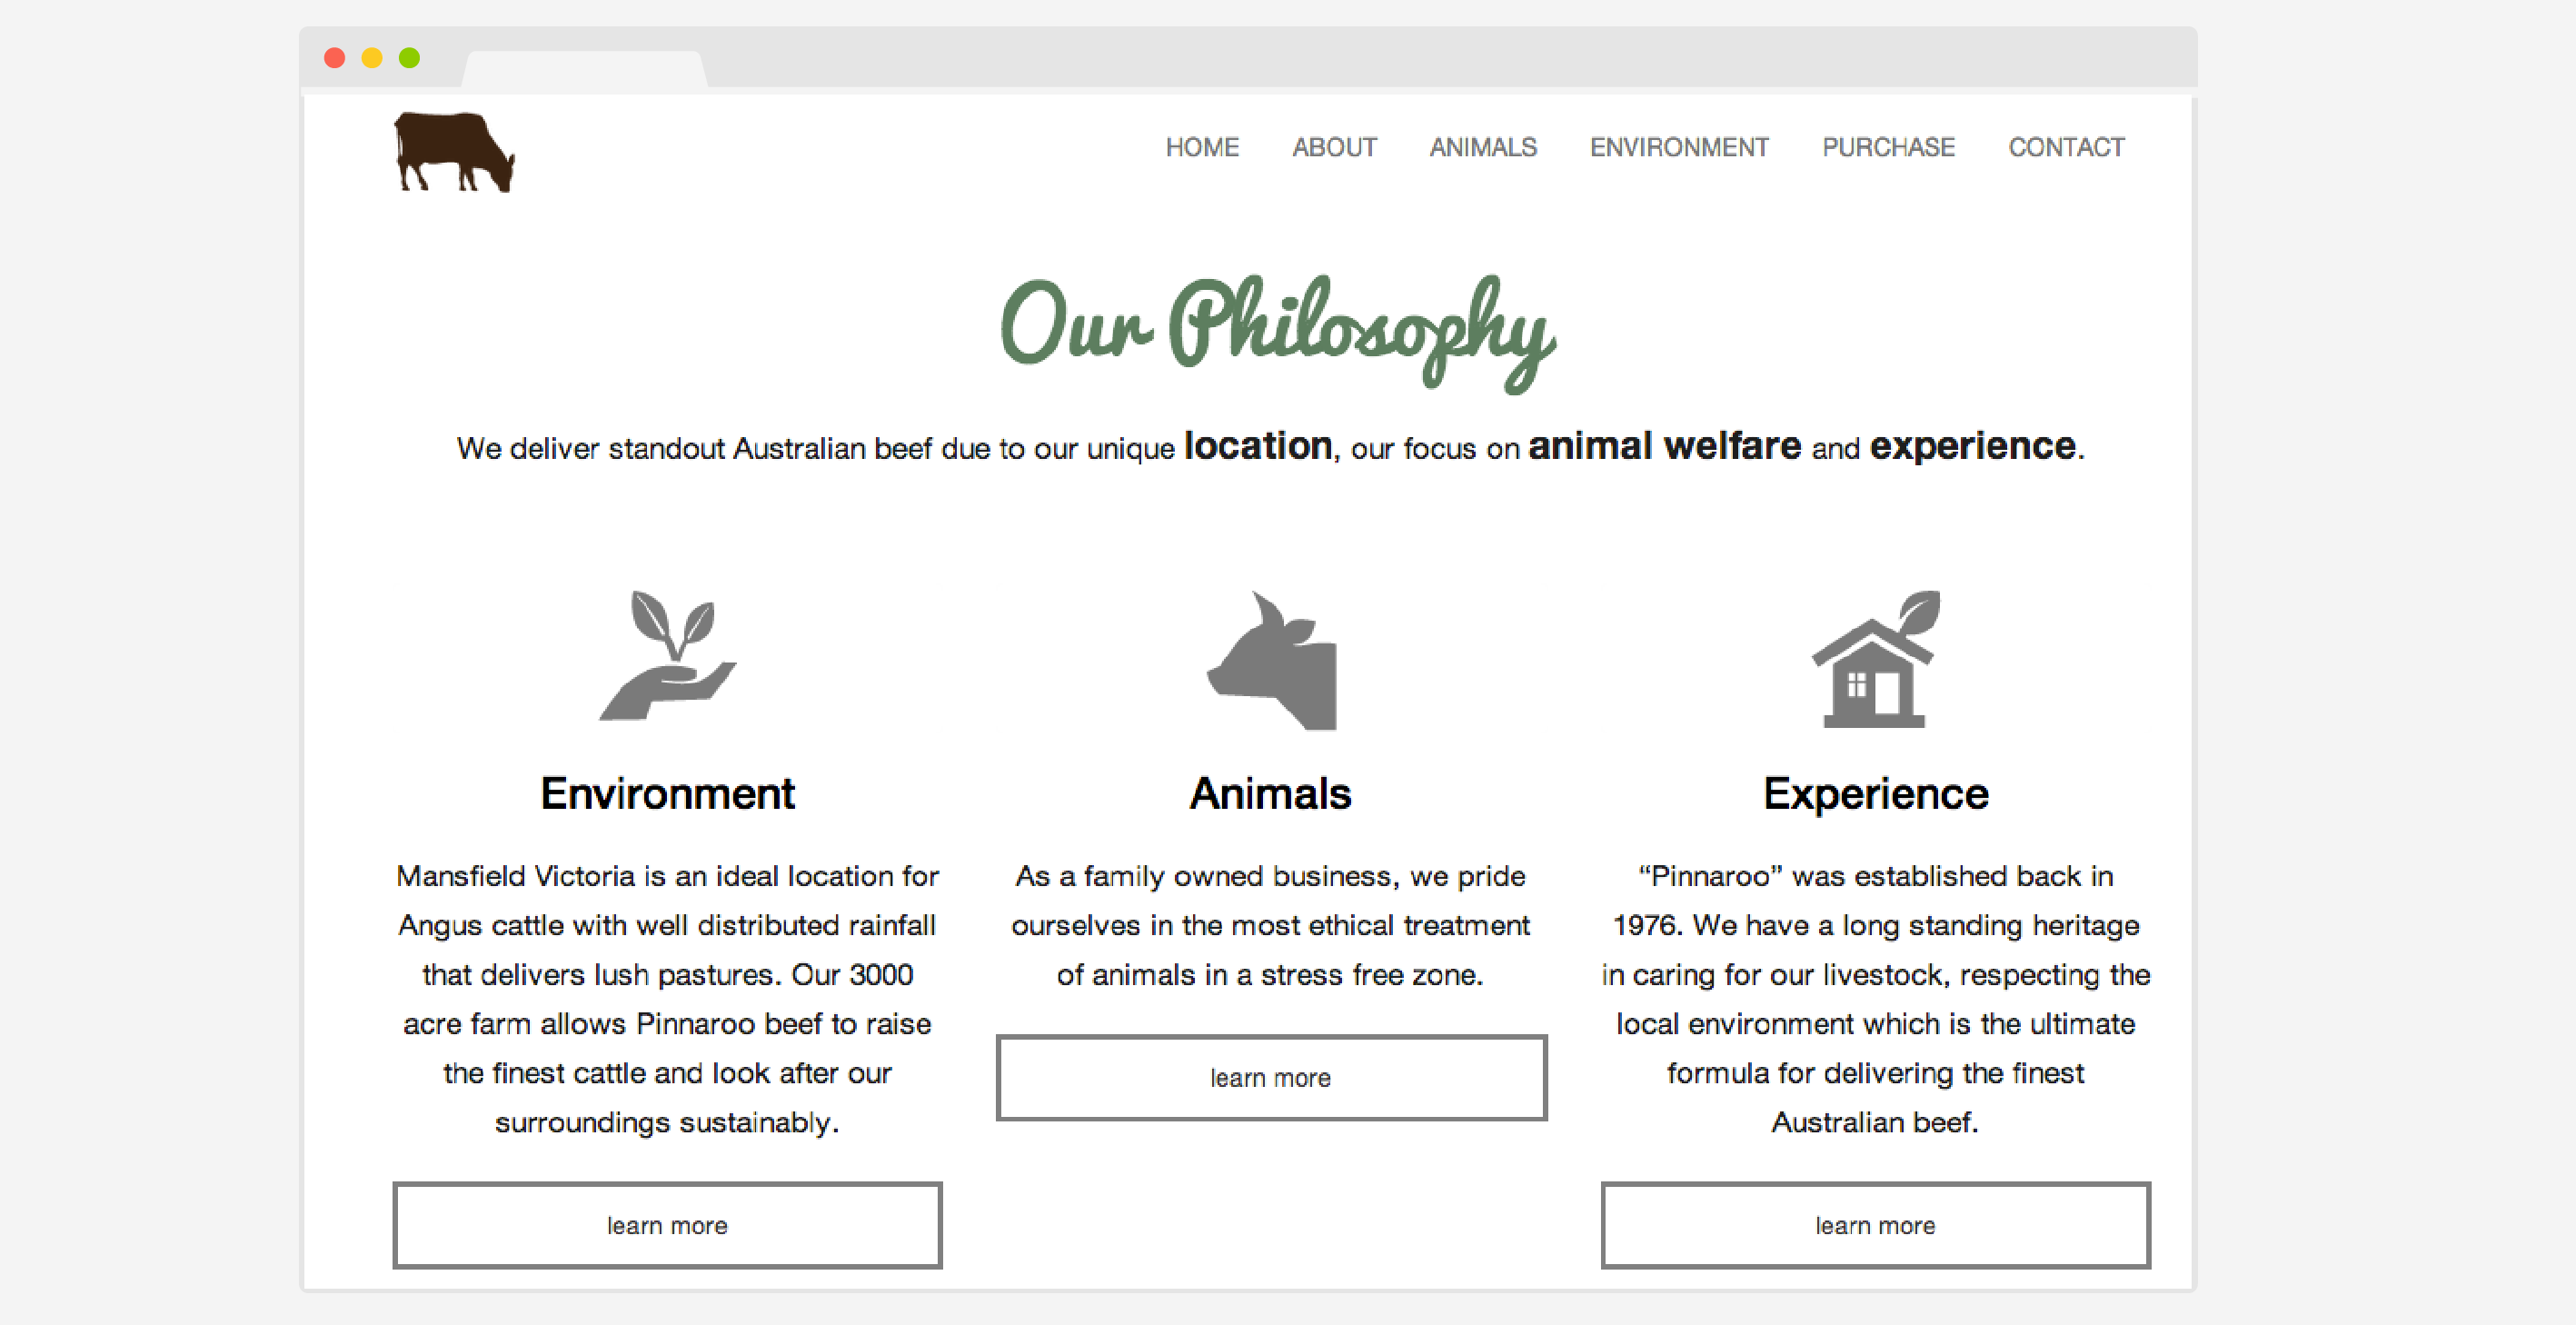 HOME ABOUT ANIMALS ENVIRONMENT PURCHASE CONTACT
Our Philosophy
We deliver standout Australian beef due to our unique location, our focus on animal welfare and experience.
Environment
Mansfield Victoria is an ideal location for
Angus cattle with well distributed rainfall
that delivers lush pastures. Our 3000
acre farm allows Pinnaroo beef to raise
the finest cattle and look after our
surroundings sustainably.
learn more
Animals
As a family owned business, we pride
ourselves in the most ethical treatment
of animals in a stress free zone.
learn more
Experience
“Pinnaroo” was established back in
1976. We have a long standing heritage
in caring for our livestock, respecting the
local environment which is the ultimate
formula for delivering the finest
Australian beef.
learn more